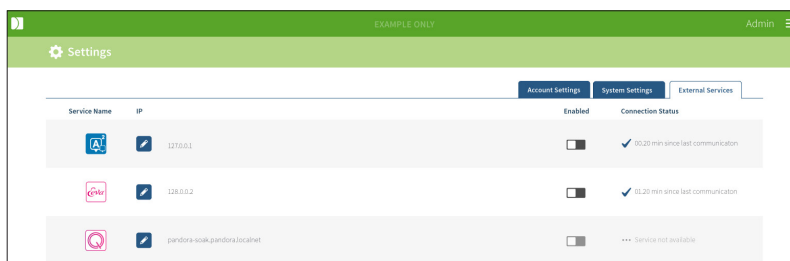 EXAMPLE ONLY Admin
Settings
Account Settings System Settings External Services
Service Name IP Enabled Connection Status
127.0.0.1 00.20 min since last communicaton
128.0.0.2 01.20 min since last communicaton
pandora-soak.pandora.localnet Service not available